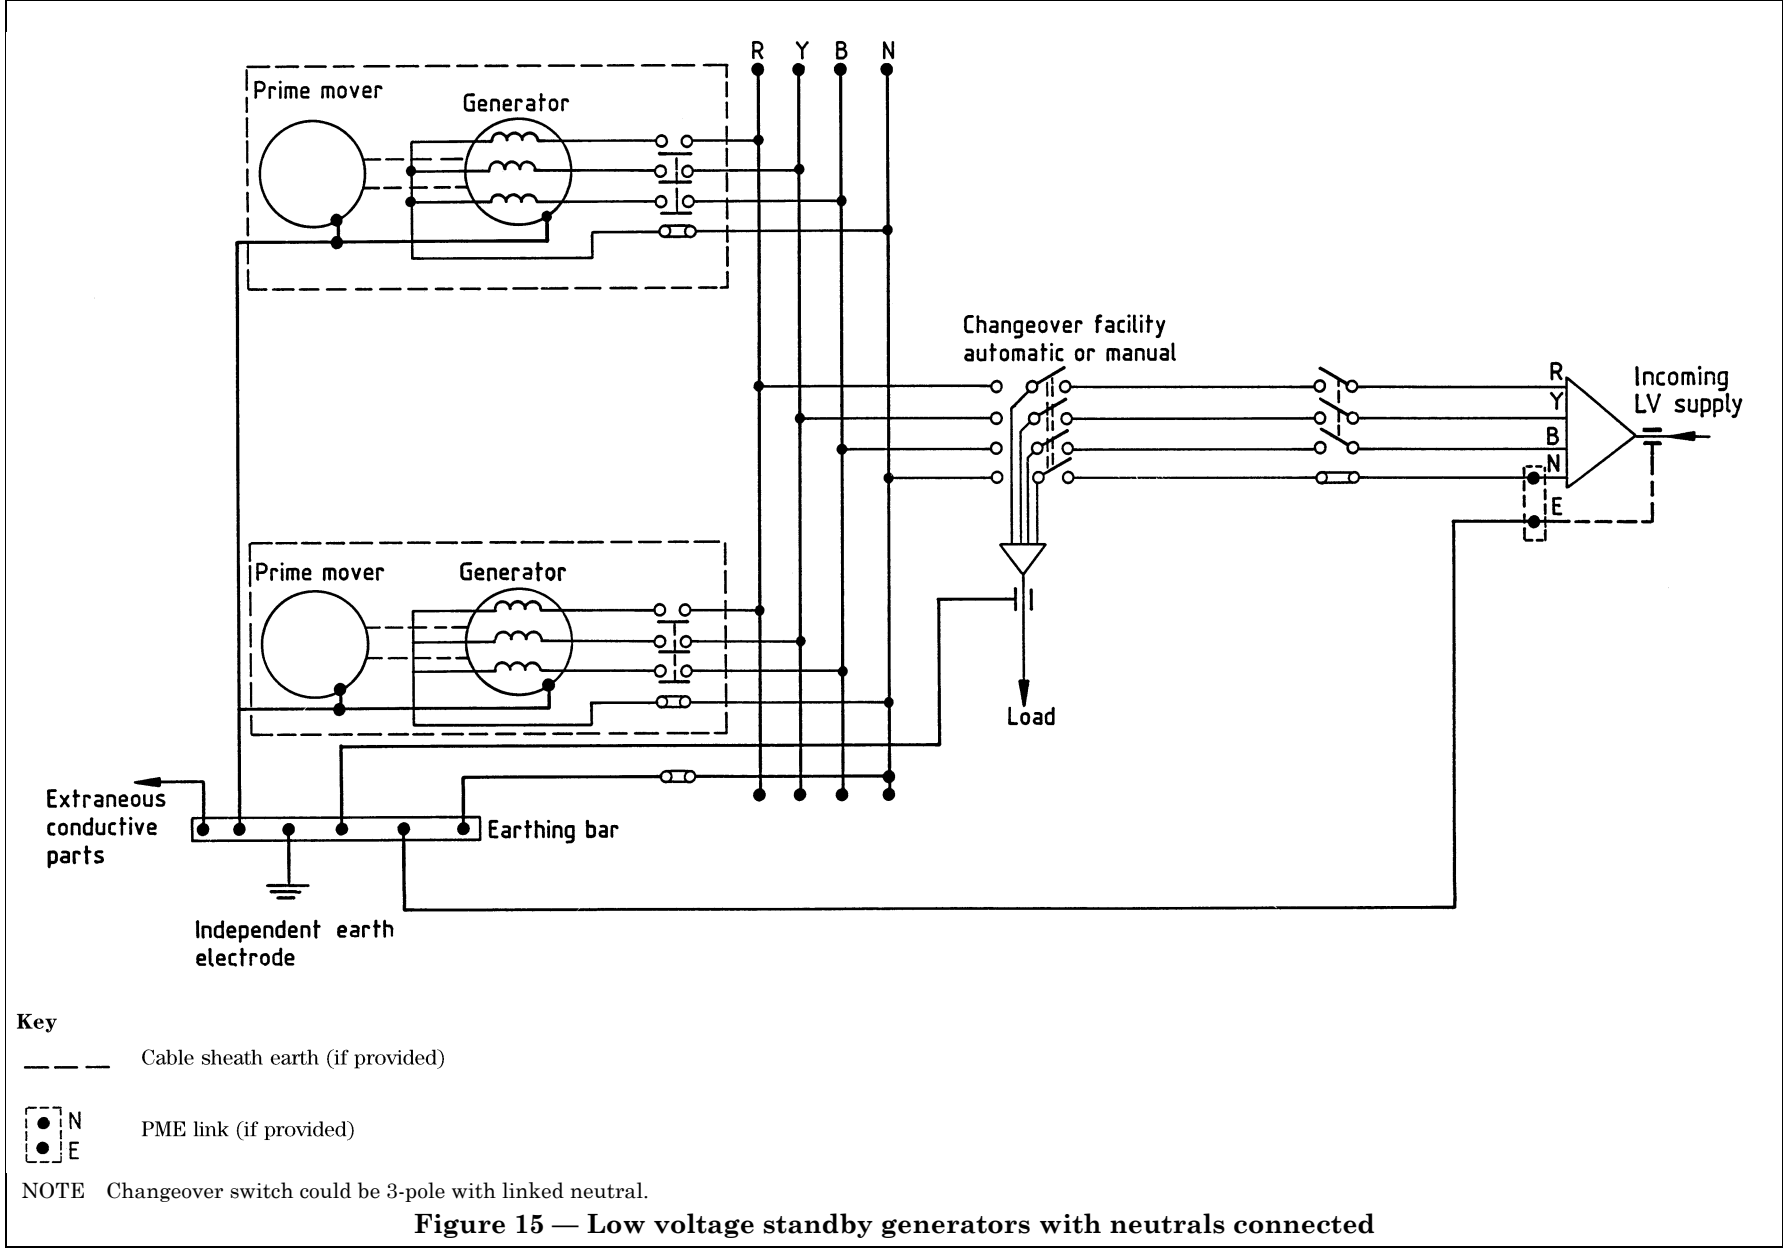 R Y B N
Prime mover
Generator
Changeover facility
automatic or manual
R
Y
B
N
E
Incoming
LV supply
Prime mover
Generator
Load
Extraneous
conductive
parts
Earthing bar
Independent earth
electrode
Key
Cable sheath earth (if provided)
N
E
PME link (if provided)
NOTE Changeover switch could be 3-pole with linked neutral.
Figure 15 — Low voltage standby generators with neutrals connected